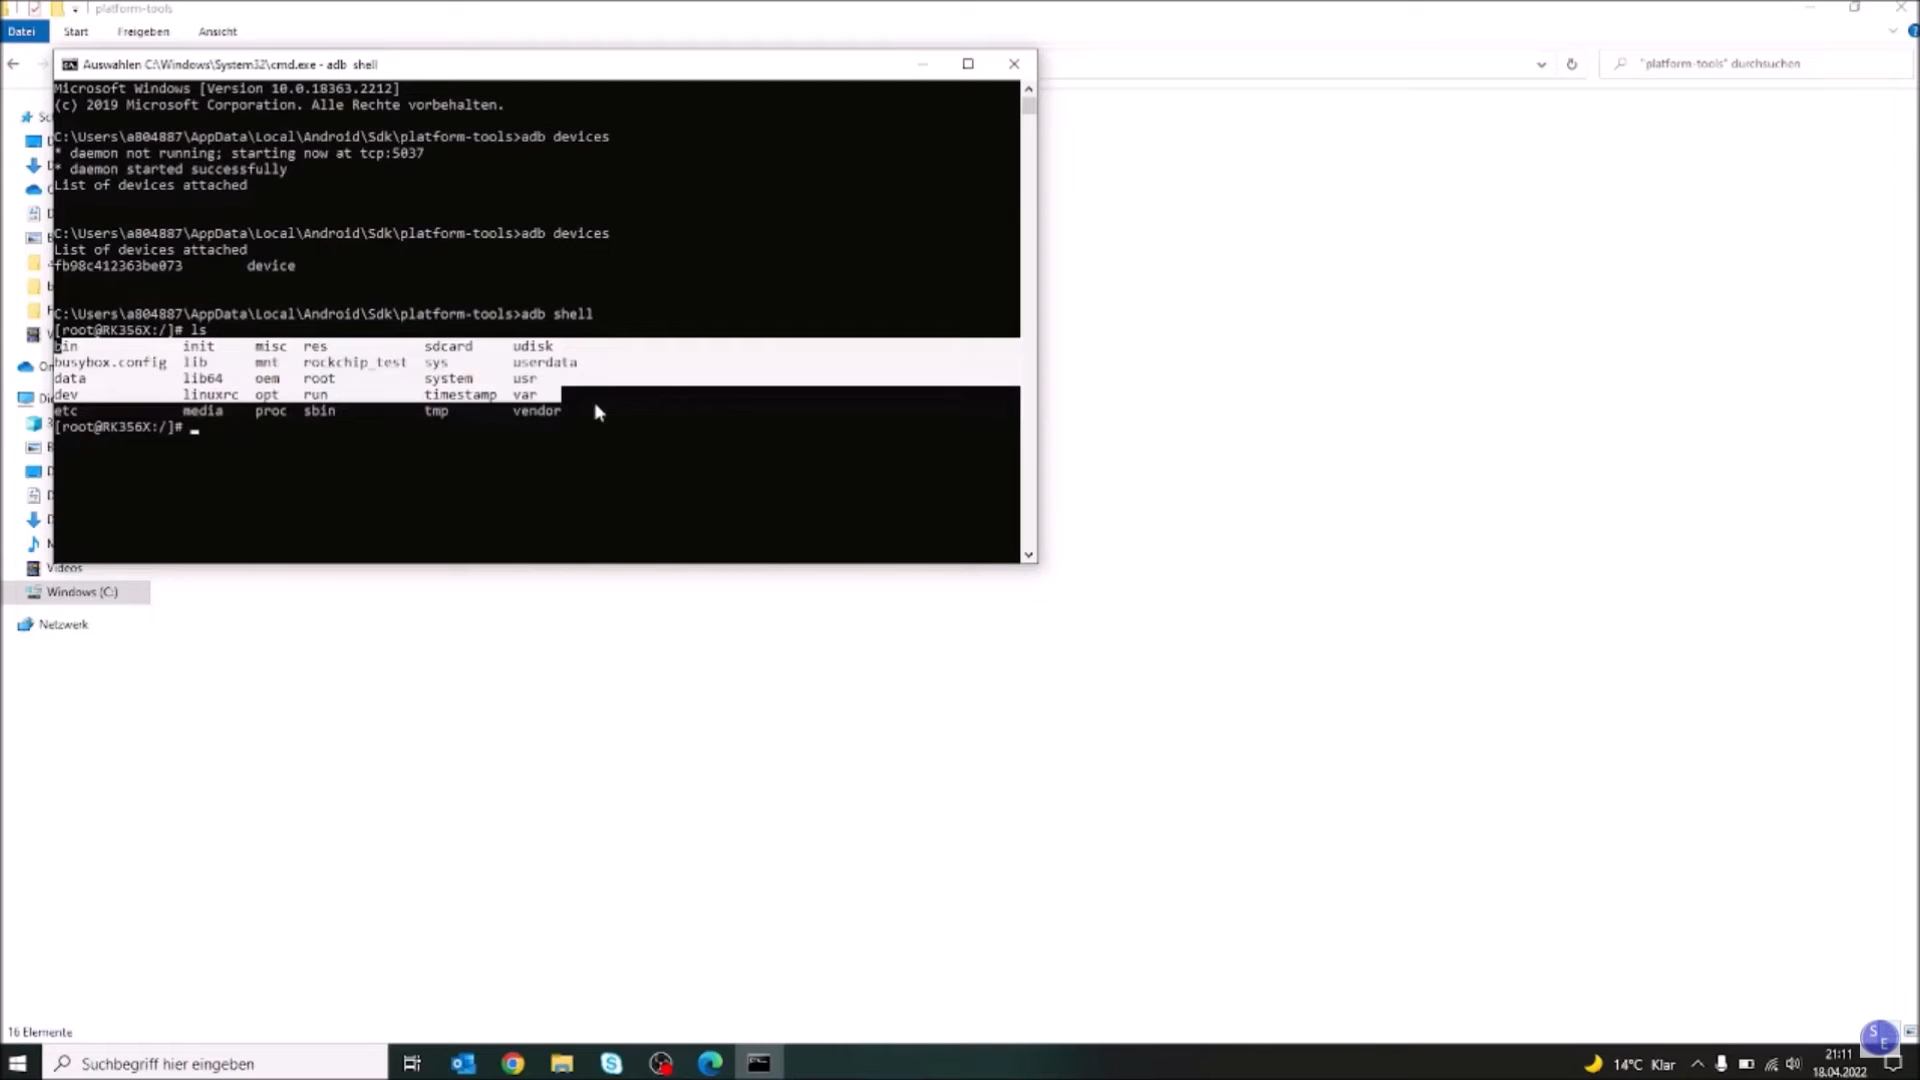 platform-tools
Datei Start Freigeben Ansicht
Auswählen C:\Windows\System32\cmd.exe - adb shell
"platform-tools" durchsuchen
Microsoft Windows [Version 10.0.18363.2212]
(c) 2019 Microsoft Corporation. Alle Rechte vorbehalten.
C:\Users\a804887\AppData\Local\Android\Sdk\platform-tools>adb devices
* daemon not running; starting now at tcp:5037
* daemon started successfully
List of devices attached
C:\Users\a804887\AppData\Local\Android\Sdk\platform-tools>adb devices
List of devices attached
fb98c412363be073 device
C:\Users\a804887\AppData\Local\Android\Sdk\platform-tools>adb shell
[root@RK356X:/]# ls
bin init misc res sdcard udisk
busybox.config lib mnt rockchip_test sys userdata
data lib64 oem root system usr
dev linuxrc opt run timestamp var
etc media proc sbin tmp vendor
[root@RK356X:/]#
Videos
Windows (C:)
Netzwerk
16 Elemente
Suchbegriff hier eingeben
14°C Klar
21:11
18.04.2022
S
E